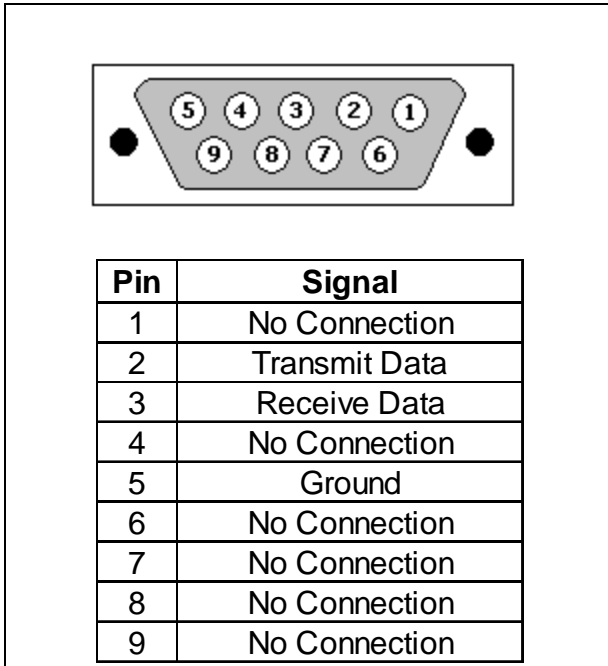 5 4 3 2 1
9 8 7 6
Pin Signal
1 No Connection
2 Transmit Data
3 Receive Data
4 No Connection
5 Ground
6 No Connection
7 No Connection
8 No Connection
9 No Connection